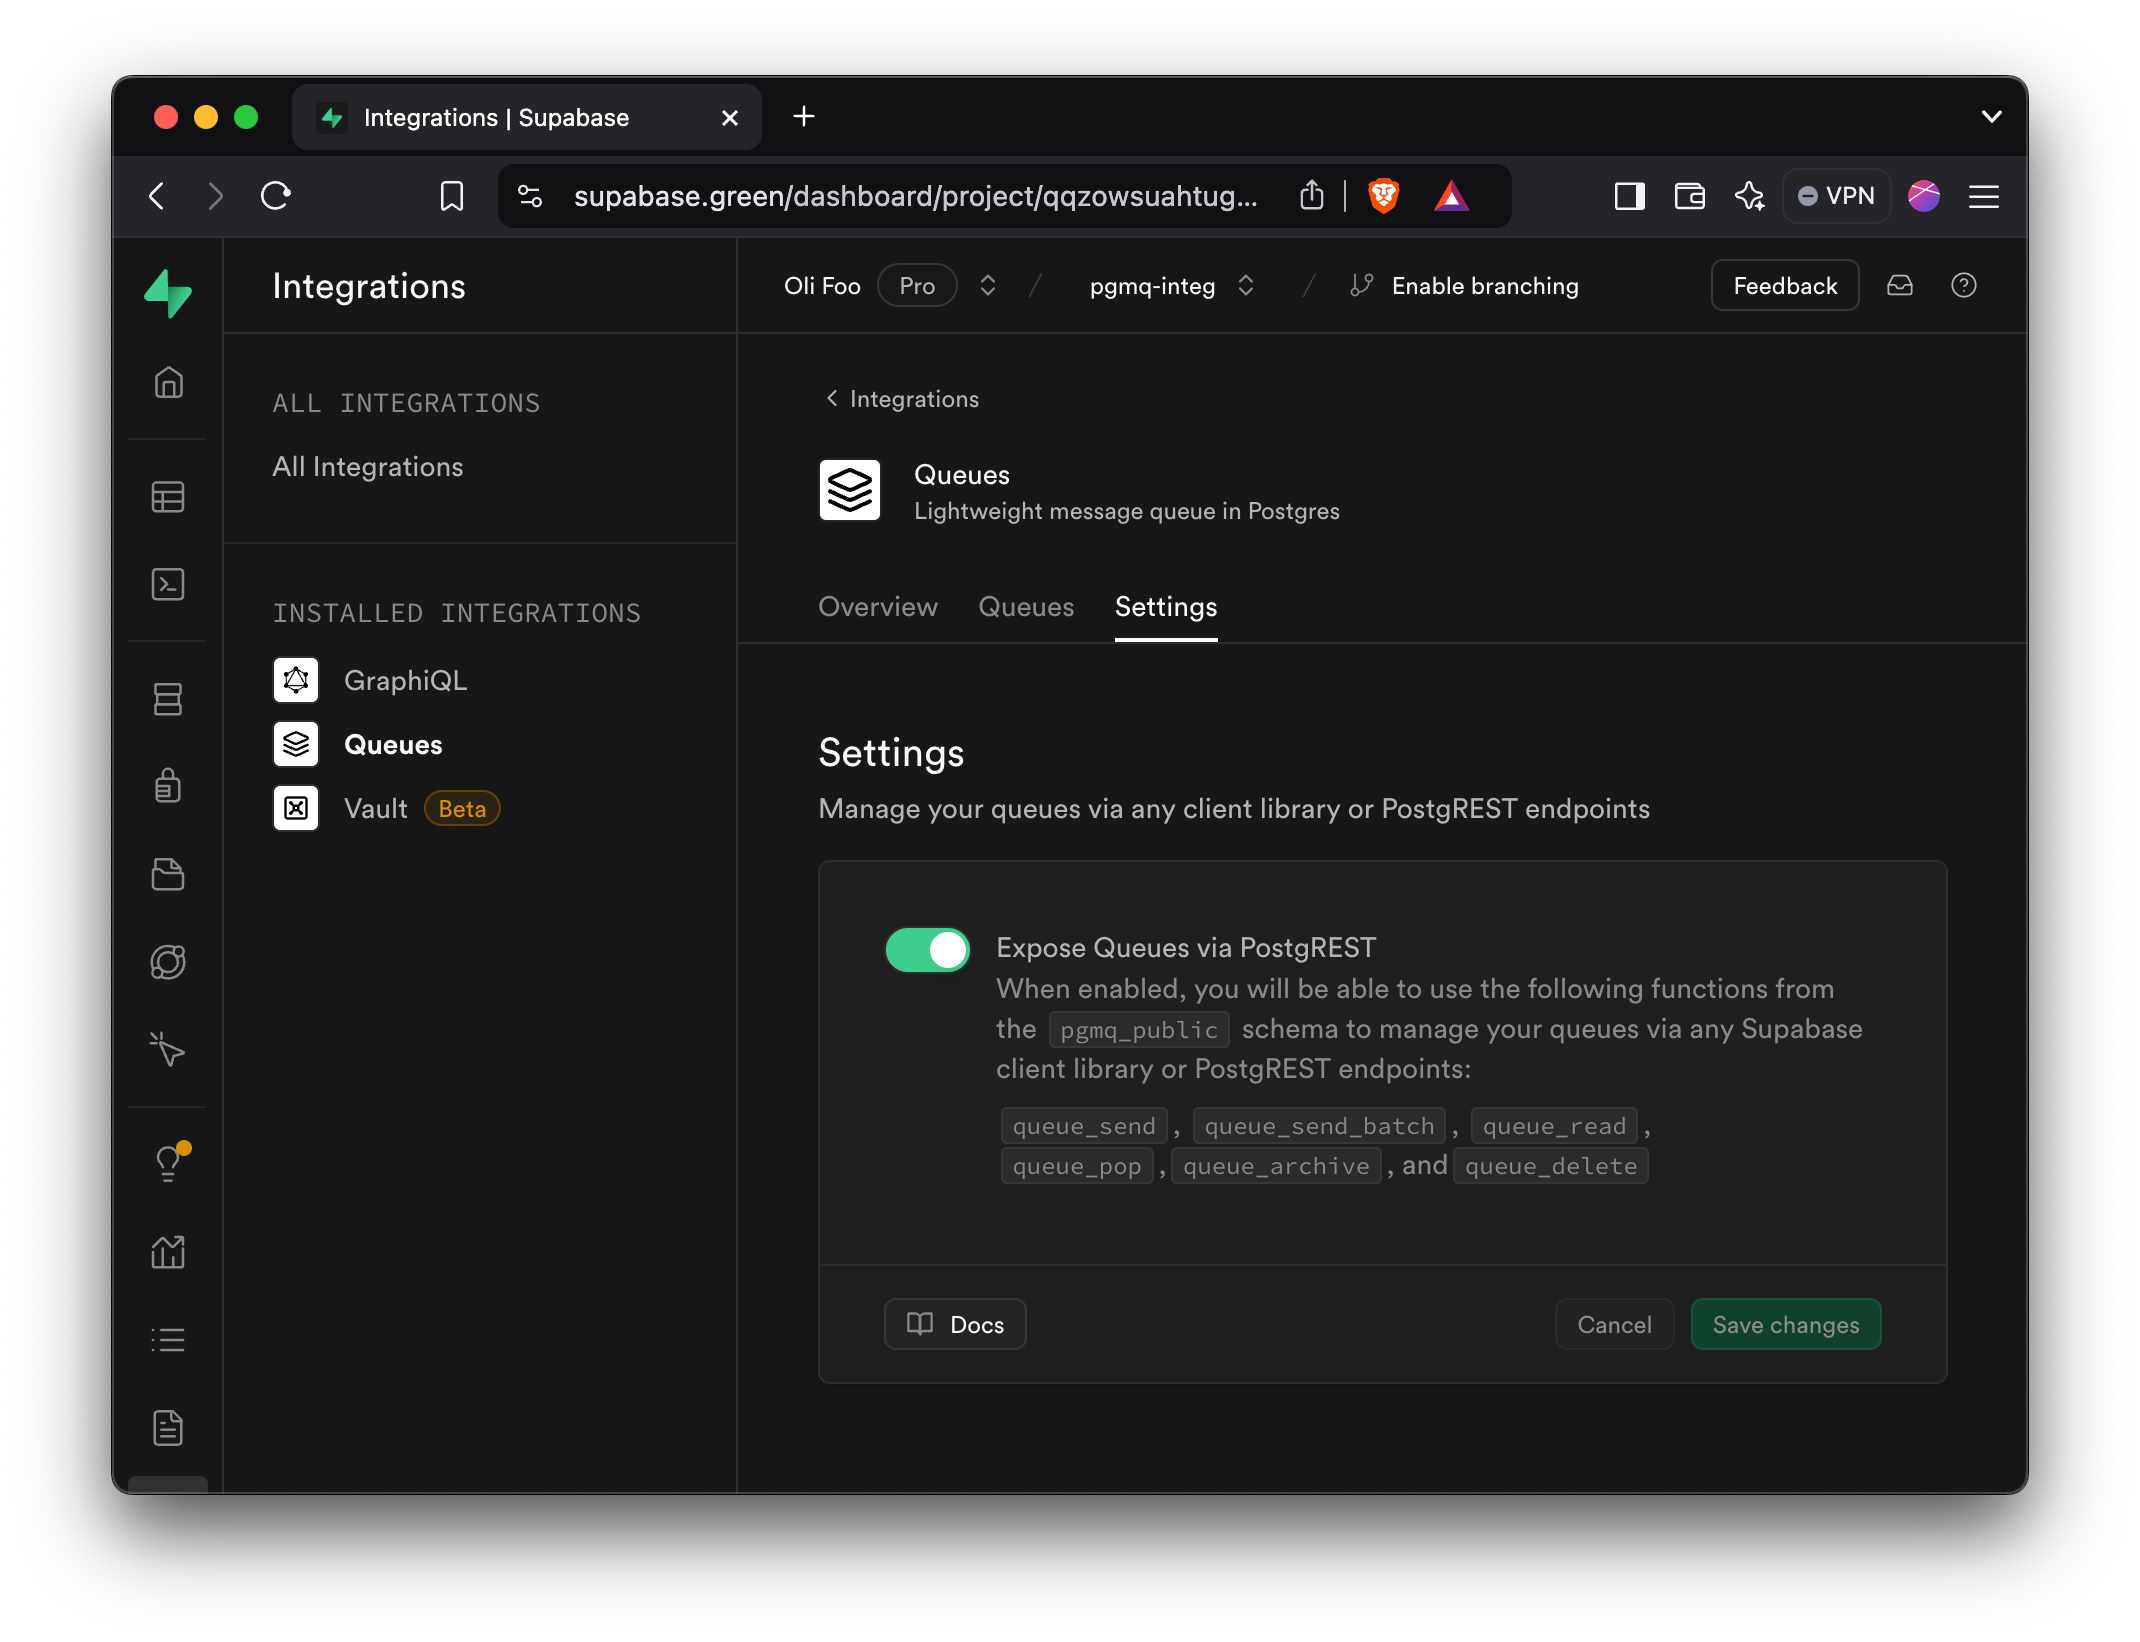 Integrations | Supabase
supabase.green/dashboard/project/qqzowsuahtug...
VPN
Integrations
Oli Foo Pro / pgmq-integ / Enable branching
Feedback
ALL INTEGRATIONS
All Integrations
INSTALLED INTEGRATIONS
GraphiQL
Queues
Vault Beta
Integrations
Queues
Lightweight message queue in Postgres
Overview Queues Settings
Settings
Manage your queues via any client library or PostgREST endpoints
Expose Queues via PostgREST
When enabled, you will be able to use the following functions from
the pgmq_public schema to manage your queues via any Supabase
client library or PostgREST endpoints:
queue_send, queue_send_batch, queue_read,
queue_pop, queue_archive, and queue_delete
Docs
Cancel
Save changes